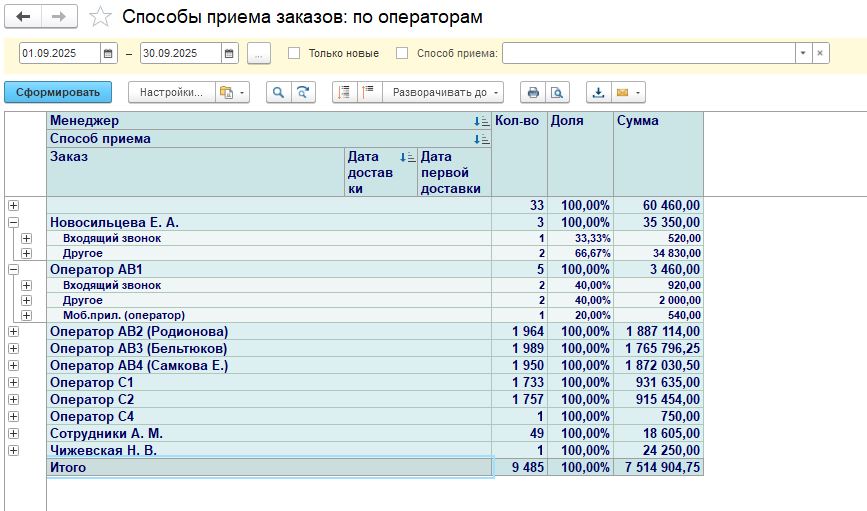 Способы приема заказов: по операторам
01.09.2025 – 30.09.2025 ... Только новые Способ приема:
Сформировать Настройки... Разворачивать до
Менеджер Кол-во Доля Сумма
Способ приема
Заказ Дата Дата
достав первой
ки доставки
33 100,00% 60 460,00
Новосильцева Е. А. 3 100,00% 35 350,00
Входящий звонок 1 33,33% 520,00
Другое 2 66,67% 34 830,00
Оператор АВ1 5 100,00% 3 460,00
Входящий звонок 2 40,00% 920,00
Другое 2 40,00% 2 000,00
Моб.прил. (оператор) 1 20,00% 540,00
Оператор АВ2 (Родионова) 1 964 100,00% 1 887 114,00
Оператор АВ3 (Бельтюков) 1 989 100,00% 1 765 796,25
Оператор АВ4 (Самкова Е.) 1 950 100,00% 1 872 030,50
Оператор С1 1 733 100,00% 931 635,00
Оператор С2 1 757 100,00% 915 454,00
Оператор С4 1 100,00% 750,00
Сотрудники А. М. 49 100,00% 18 605,00
Чижевская Н. В. 1 100,00% 24 250,00
Итого 9 485 100,00% 7 514 904,75